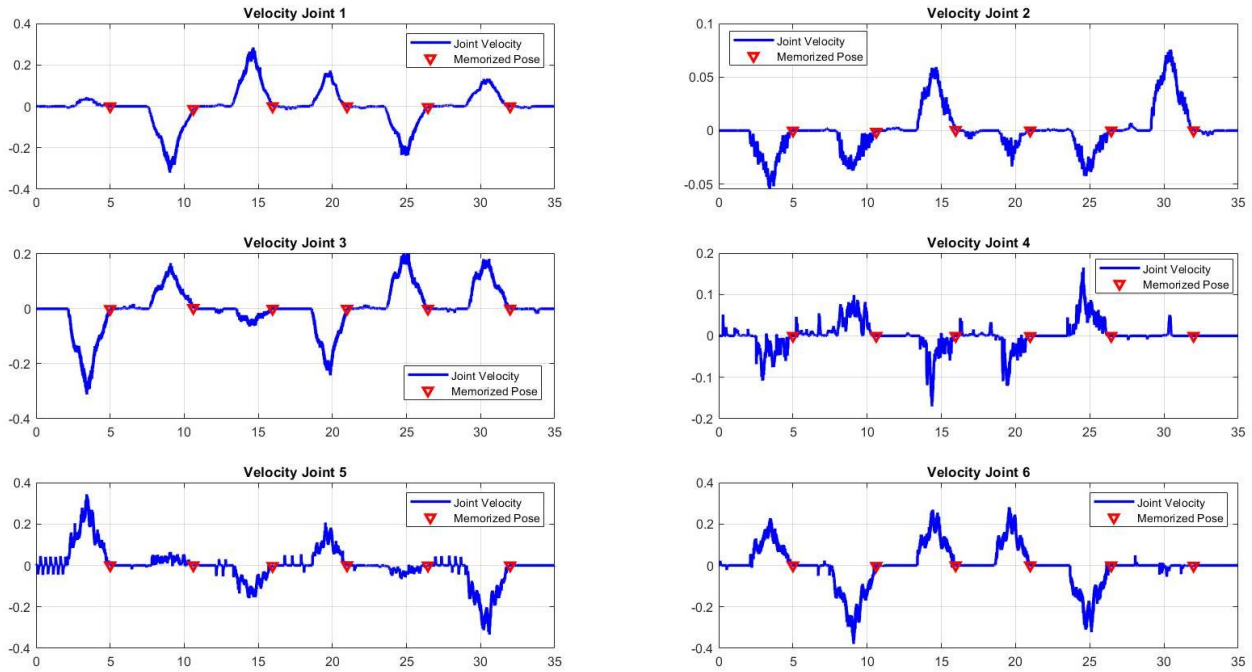 Velocity Joint 1
0.4
0.2
0
-0.2
-0.4
0 5 10 15 20 25 30 35
Joint Velocity
Memorized Pose
Velocity Joint 2
0.1
0.05
0
-0.05
0 5 10 15 20 25 30 35
Joint Velocity
Memorized Pose
Velocity Joint 3
0.2
0
-0.2
-0.4
0 5 10 15 20 25 30 35
Joint Velocity
Memorized Pose
Velocity Joint 4
0.2
0.1
0
-0.1
-0.2
0 5 10 15 20 25 30 35
Joint Velocity
Memorized Pose
Velocity Joint 5
0.4
0.2
0
-0.2
-0.4
0 5 10 15 20 25 30 35
Joint Velocity
Memorized Pose
Velocity Joint 6
0.4
0.2
0
-0.2
-0.4
0 5 10 15 20 25 30 35
Joint Velocity
Memorized Pose